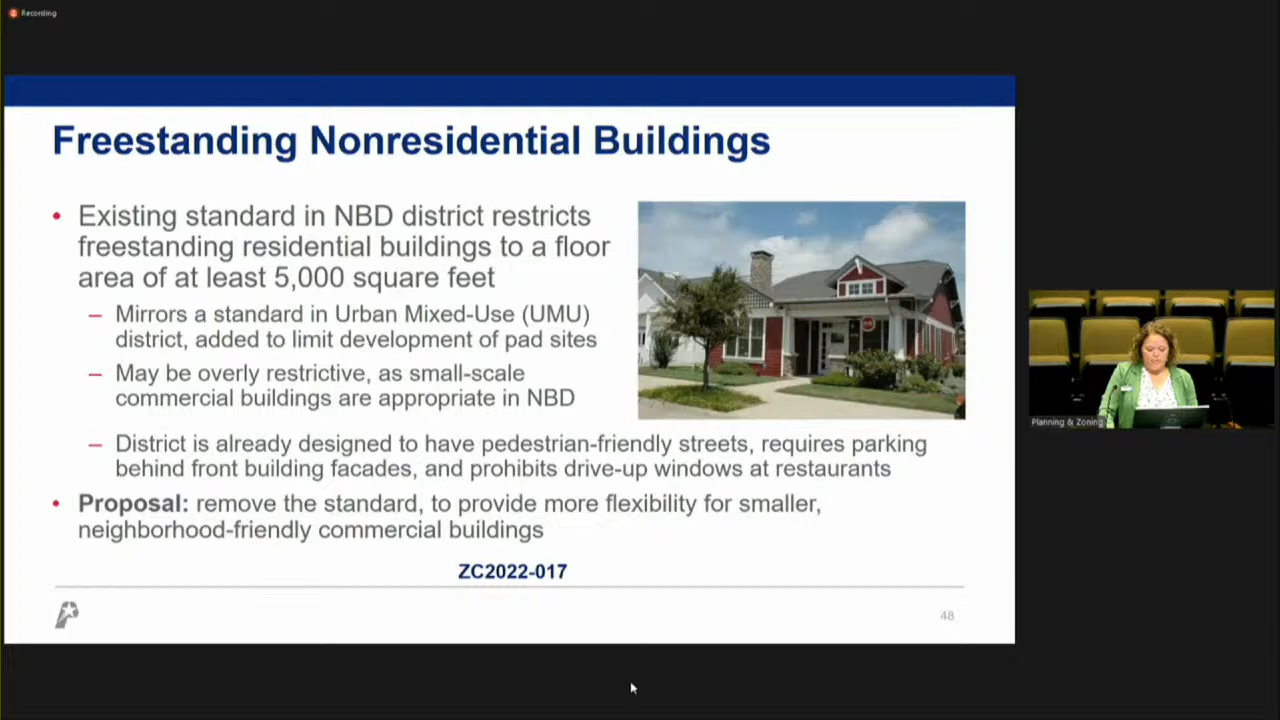 Recording
Freestanding Nonresidential Buildings
• Existing standard in NBD district restricts
freestanding residential buildings to a floor
area of at least 5,000 square feet
– Mirrors a standard in Urban Mixed-Use (UMU)
district, added to limit development of pad sites
– May be overly restrictive, as small-scale
commercial buildings are appropriate in NBD
– District is already designed to have pedestrian-friendly streets, requires parking
behind front building facades, and prohibits drive-up windows at restaurants
• Proposal: remove the standard, to provide more flexibility for smaller,
neighborhood-friendly commercial buildings
ZC2022-017
48
Planning & Zoning